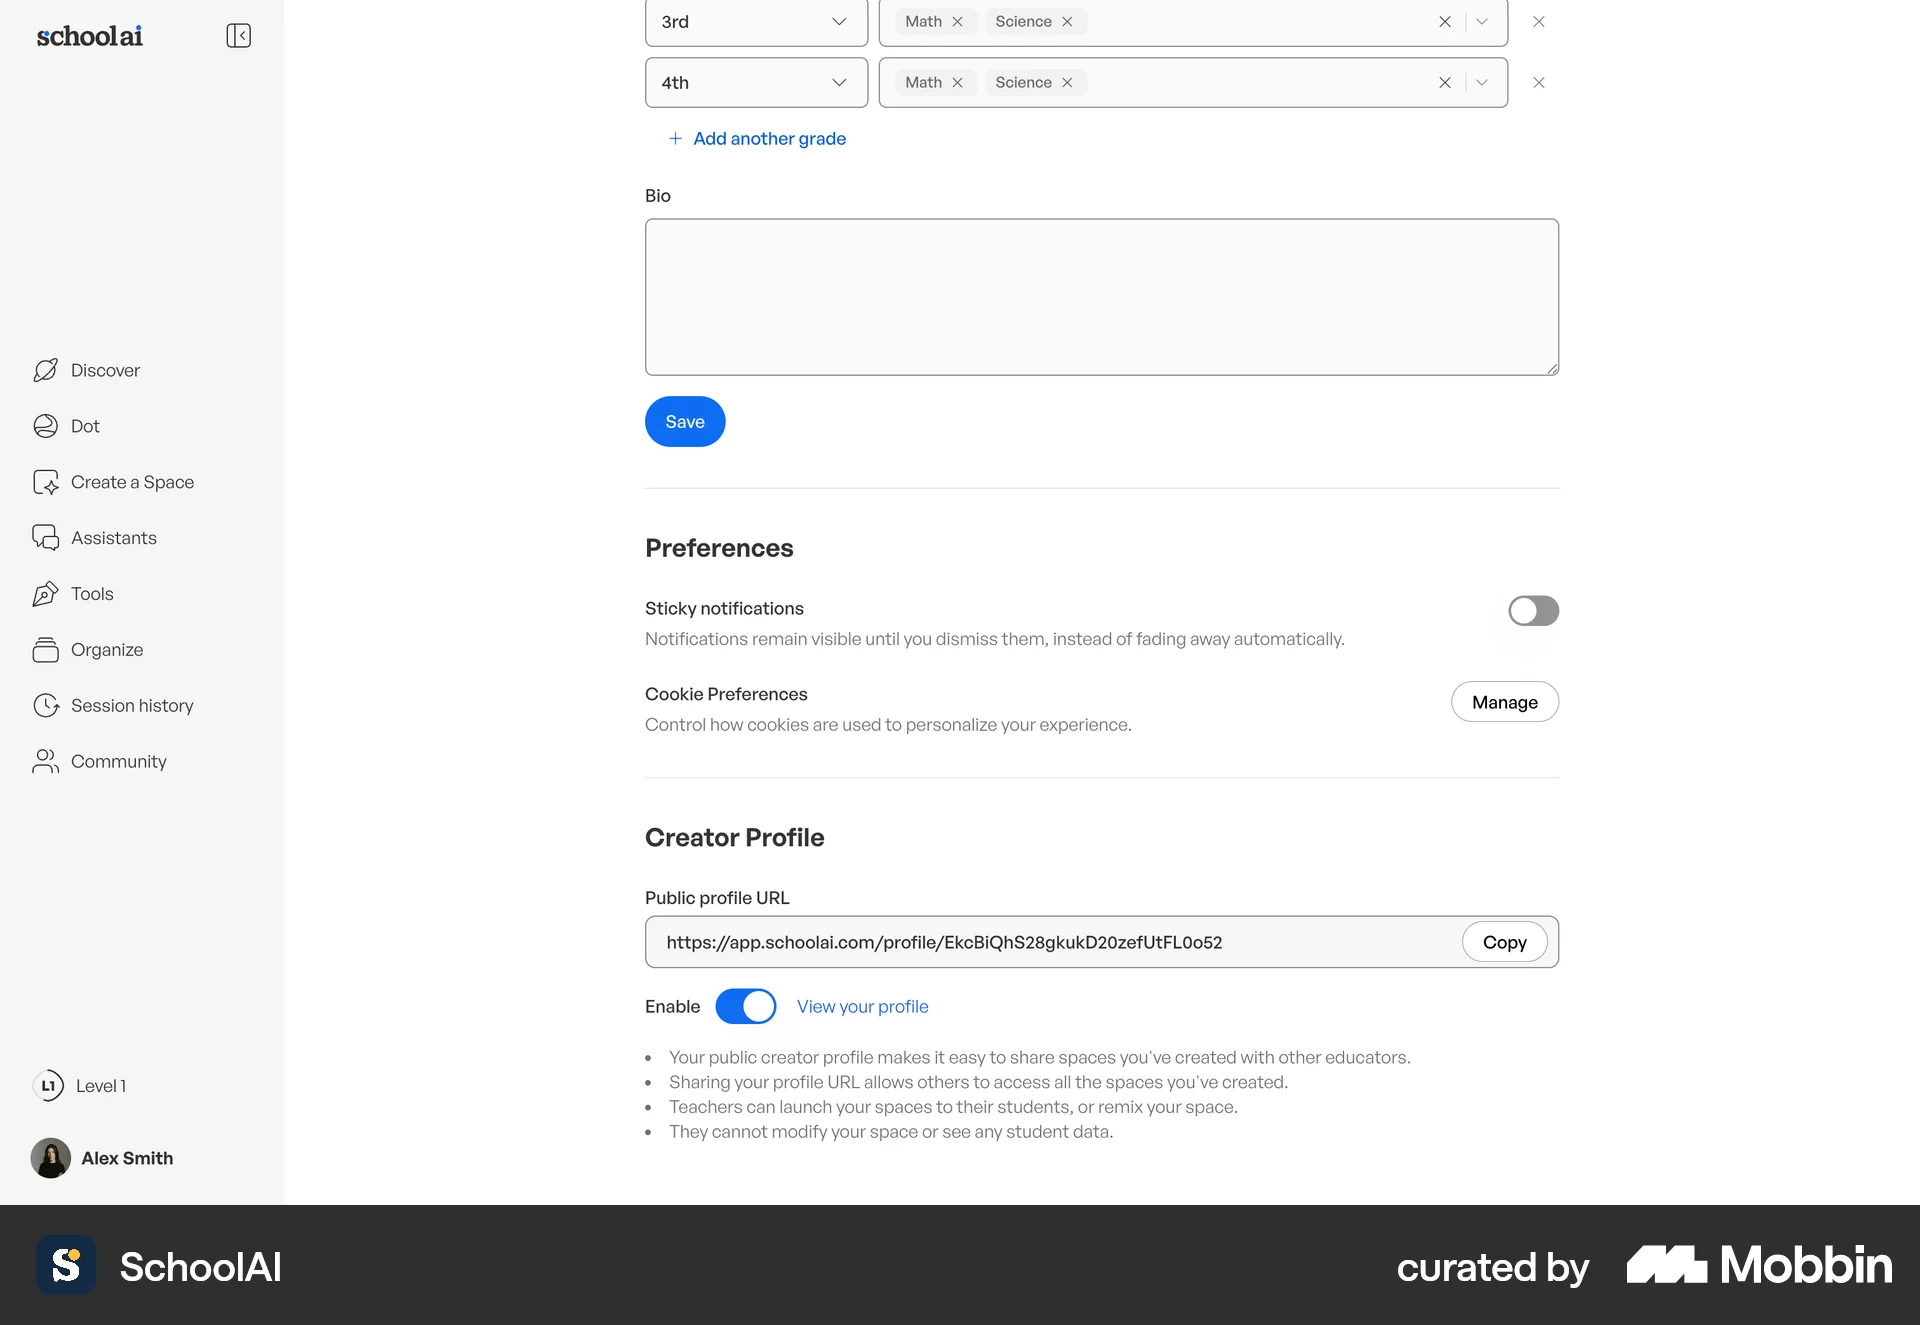 schoolai
Discover
Dot
Create a Space
Assistants
Tools
Organize
Session history
Community
L1 Level 1
Alex Smith
3rd Math Science
4th Math Science
Add another grade
Bio
Save
Preferences
Sticky notifications
Notifications remain visible until you dismiss them, instead of fading away automatically.
Cookie Preferences
Control how cookies are used to personalize your experience.
Manage
Creator Profile
Public profile URL
https://app.schoolai.com/profile/EkcBiQhS28gkukD20zefUtFL0o52
Copy
Enable View your profile
• Your public creator profile makes it easy to share spaces you've created with other educators.
• Sharing your profile URL allows others to access all the spaces you've created.
• Teachers can launch your spaces to their students, or remix your space.
• They cannot modify your space or see any student data.
S SchoolAI
curated by Mobbin